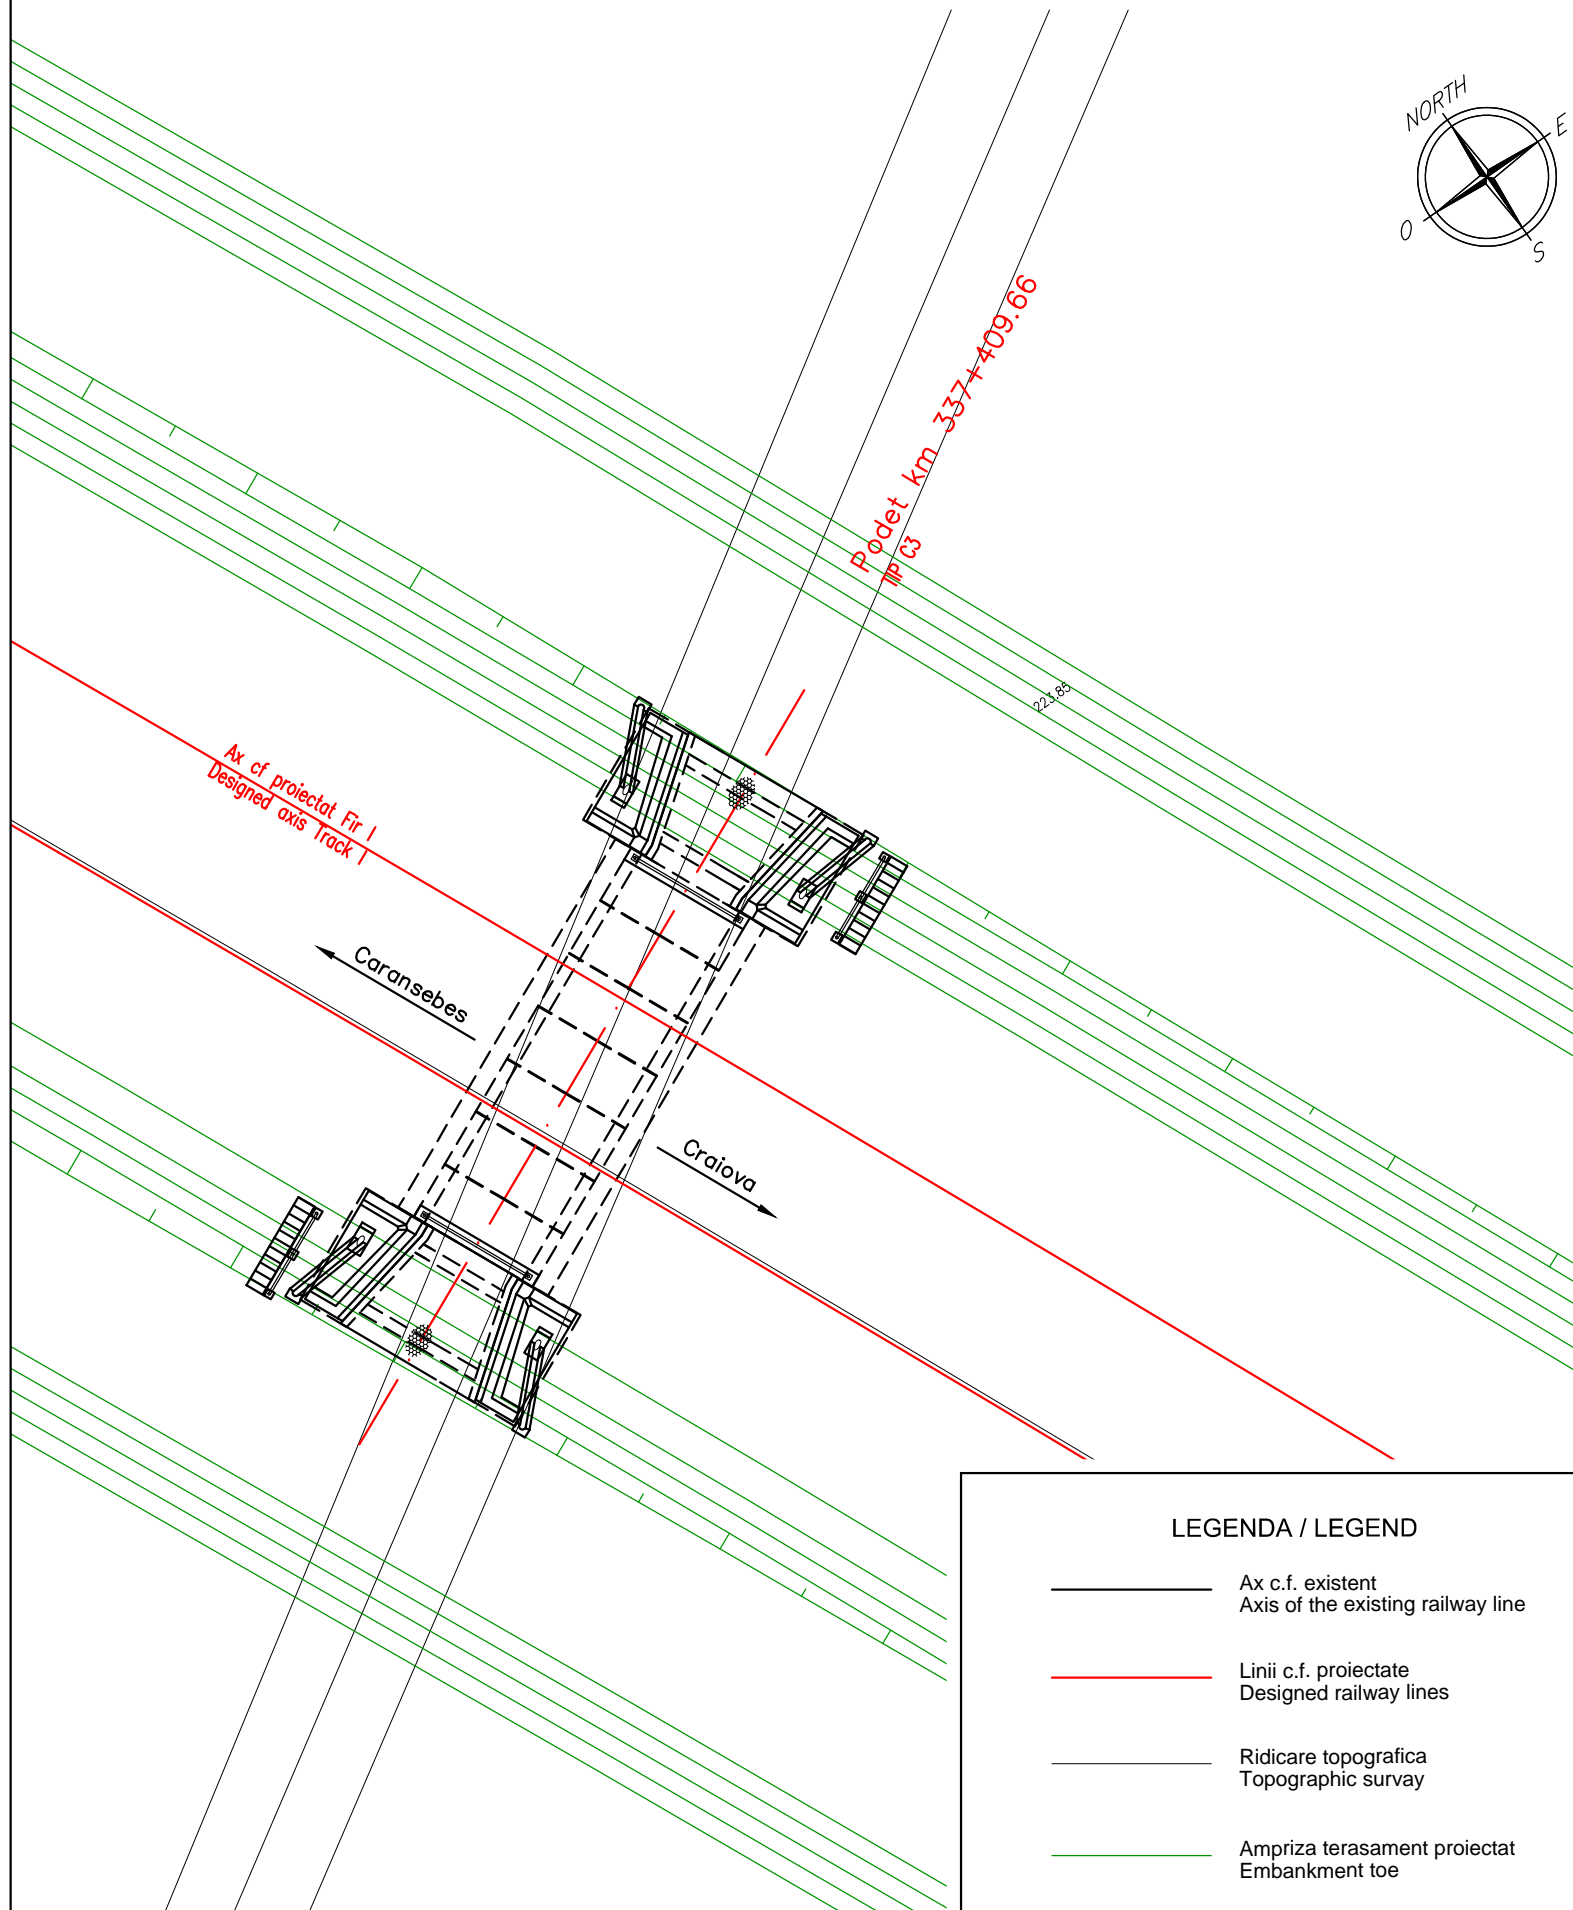 NORTH
E
O
S
Podet km 337+409.66
TIP C3
223.85
Ax cf proiectat Fir I
Designed axis Track I
Caransebes
Craiova
LEGENDA / LEGEND
Ax c.f. existent
Axis of the existing railway line
Linii c.f. proiectate
Designed railway lines
Ridicare topografica
Topographic survay
Ampriza terasament proiectat
Embankment toe